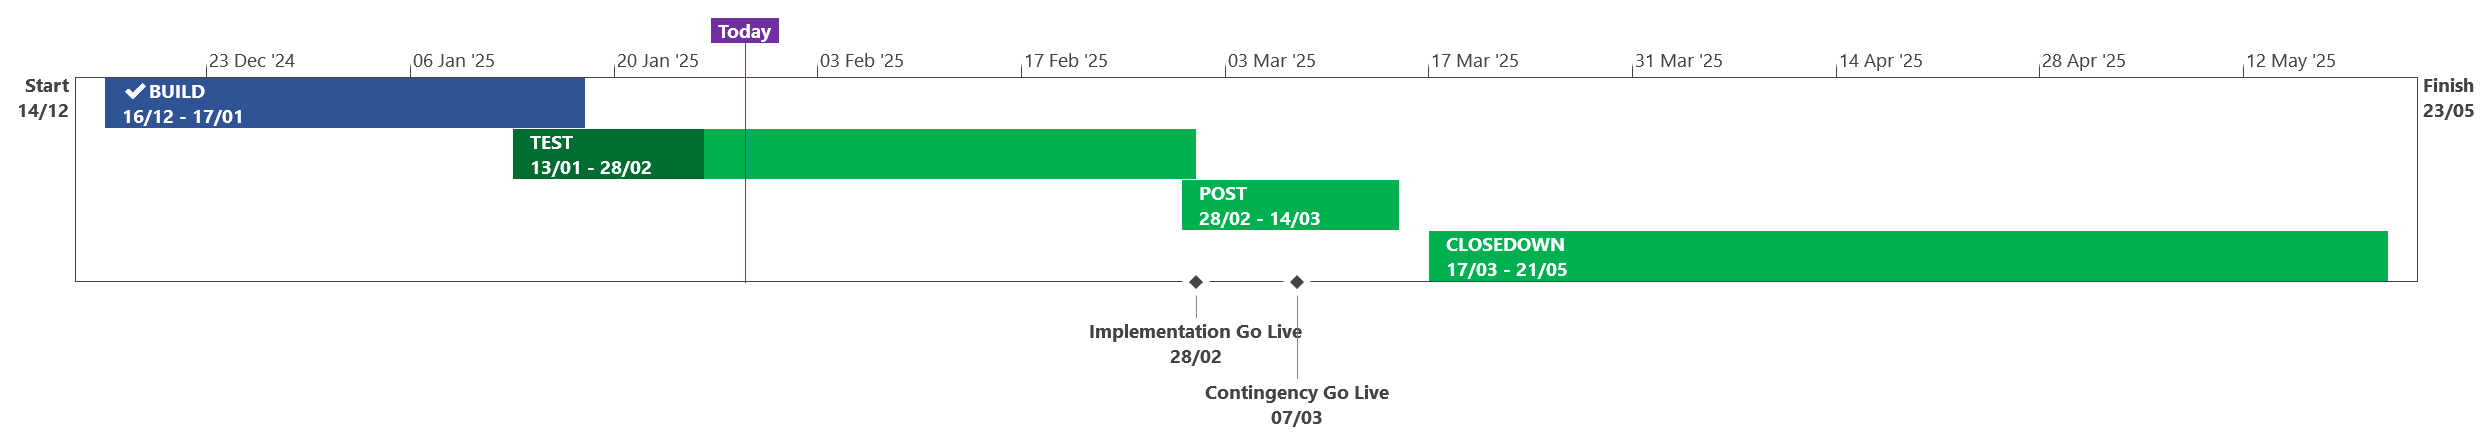 Today
23 Dec '24
06 Jan '25
20 Jan '25
03 Feb '25
17 Feb '25
03 Mar '25
17 Mar '25
31 Mar '25
14 Apr '25
28 Apr '25
12 May '25
Start
14/12
Finish
23/05
BUILD
16/12 - 17/01
TEST
13/01 - 28/02
POST
28/02 - 14/03
CLOSEDOWN
17/03 - 21/05
Implementation Go Live
28/02
Contingency Go Live
07/03